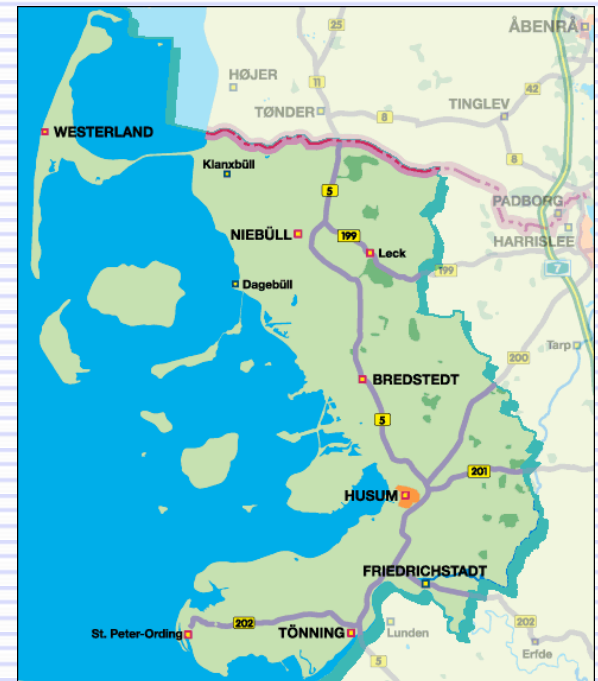 ÅBENRÅ
25
HØJER
11
42
TØNDER
TINGLEV
8
WESTERLAND
8
Klanxbüll
5
PADBORG
NIEBÜLL
199
HARRISLEE
Leck
199
7
Dagebüll
Tarp
200
BREDSTEDT
5
201
HUSUM
FRIEDRICHSTADT
202
202
St. Peter-Ording
TÖNNING
Lunden
Erfde
5